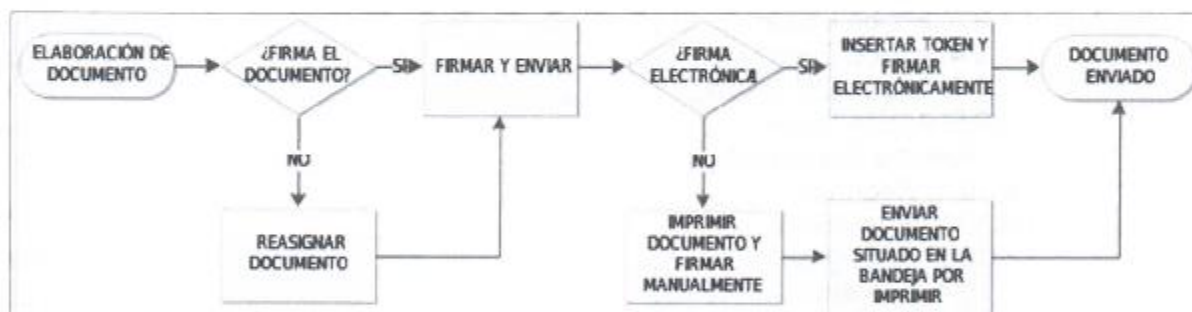 ELABORACIÓN DE
DOCUMENTO
¿FIRMA EL
DOCUMENTO?
SI
FIRMAR Y ENVIAR
¿FIRMA
ELECTRÓNICA
SI
INSERTAR TOKEN Y
FIRMAR
ELECTRÓNICAMENTE
DOCUMENTO
ENVIADO
NO
NO
REASIGNAR
DOCUMENTO
IMPRIMIR
DOCUMENTO Y
FIRMAR
MANUALMENTE
ENVIAR
DOCUMENTO
SITUADO EN LA
BANDEJA POR
IMPRIMIR